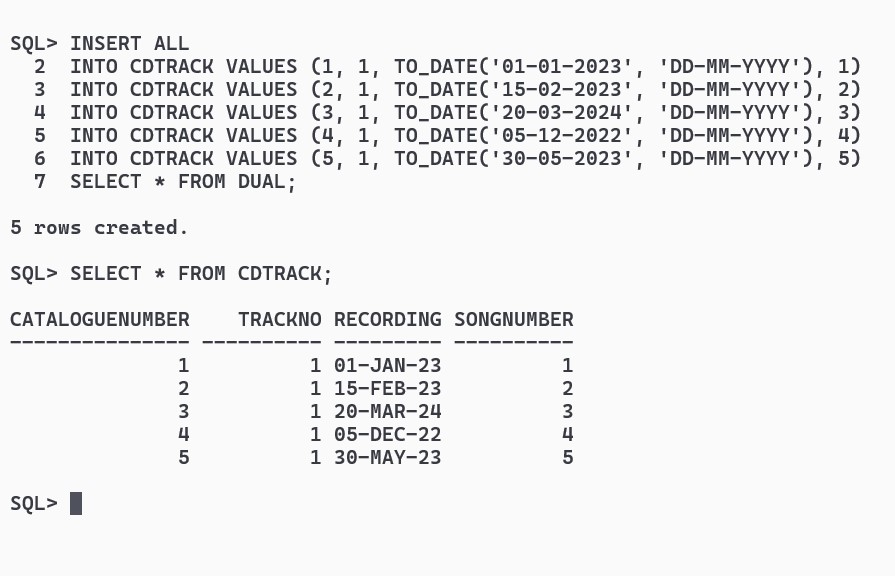 SQL> INSERT ALL
  2  INTO CDTRACK VALUES (1, 1, TO_DATE('01-01-2023', 'DD-MM-YYYY'), 1)
  3  INTO CDTRACK VALUES (2, 1, TO_DATE('15-02-2023', 'DD-MM-YYYY'), 2)
  4  INTO CDTRACK VALUES (3, 1, TO_DATE('20-03-2024', 'DD-MM-YYYY'), 3)
  5  INTO CDTRACK VALUES (4, 1, TO_DATE('05-12-2022', 'DD-MM-YYYY'), 4)
  6  INTO CDTRACK VALUES (5, 1, TO_DATE('30-05-2023', 'DD-MM-YYYY'), 5)
  7  SELECT * FROM DUAL;

5 rows created.

SQL> SELECT * FROM CDTRACK;

CATALOGUENUMBER    TRACKNO RECORDING SONGNUMBER
--------------- ---------- --------- ----------
              1          1 01-JAN-23          1
              2          1 15-FEB-23          2
              3          1 20-MAR-24          3
              4          1 05-DEC-22          4
              5          1 30-MAY-23          5

SQL>